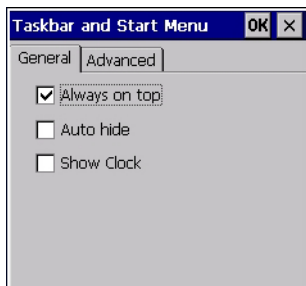 Taskbar and Start Menu OK ×
General Advanced
Always on top
Auto hide
Show Clock